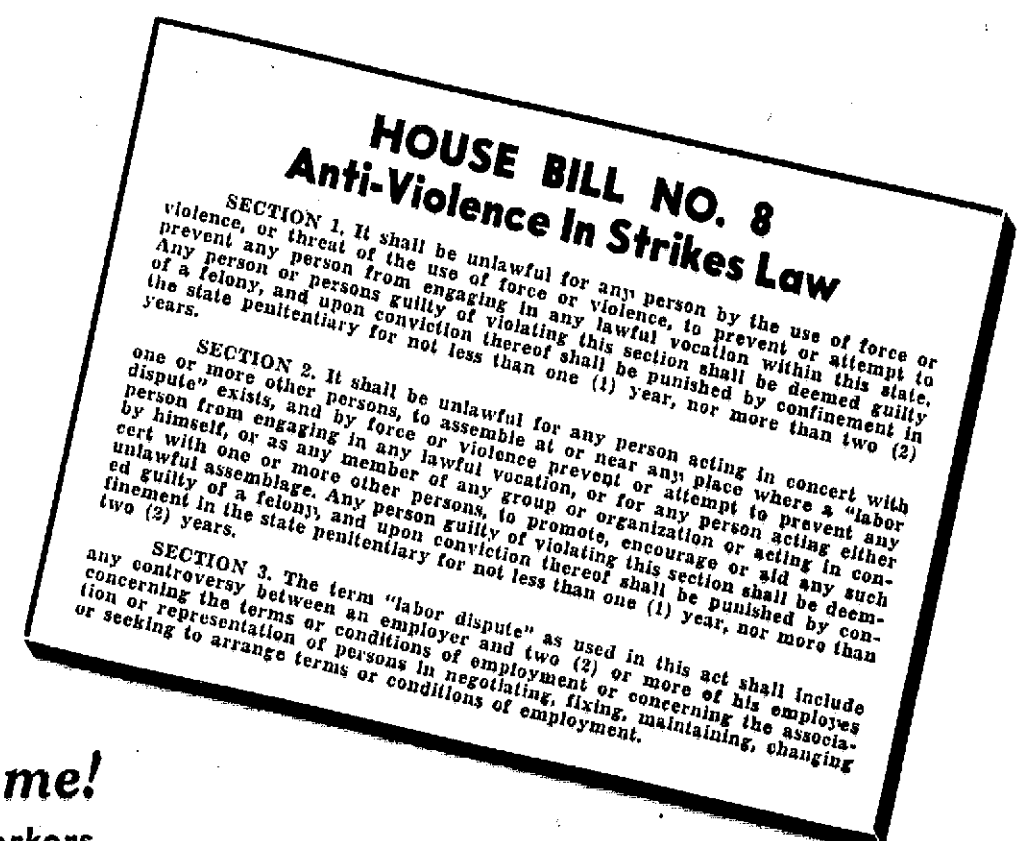 HOUSE BILL NO. 8
Anti-Violence In Strikes Law
SECTION 1. It shall be unlawful for any person by the use of force or
violence, or threat of the use of force or violence, to prevent or attempt to
prevent any person from engaging in any lawful vocation within this state.
Any person or persons guilty of violating this section shall be deemed guilty
of a felony, and upon conviction thereof shall be punished by confinement in
the state penitentiary for not less than one (1) year, nor more than two (2)
years.
SECTION 2. It shall be unlawful for any person acting in concert with
one or more other persons, to assemble at or near any place where a "labor
dispute" exists, and by force or violence prevent or attempt to prevent any
person from engaging in any lawful vocation, or for any person acting either
by himself, or as any member of any group or organization or acting in con-
cert with one or more other persons, to promote, encourage or aid any such
unlawful assemblage. Any person guilty of violating this section shall be deem-
ed guilty of a felony, and upon conviction thereof shall be punished by con-
finement in the state penitentiary for not less than one (1) year, nor more than
two (2) years.
SECTION 3. The term "labor dispute" as used in this act shall include
any controversy between an employer and two (2) or more of his employes
concerning the terms or conditions of employment or concerning the associa-
tion or representation of persons in negotiating, fixing, maintaining, changing
or seeking to arrange terms or conditions of employment.
me!